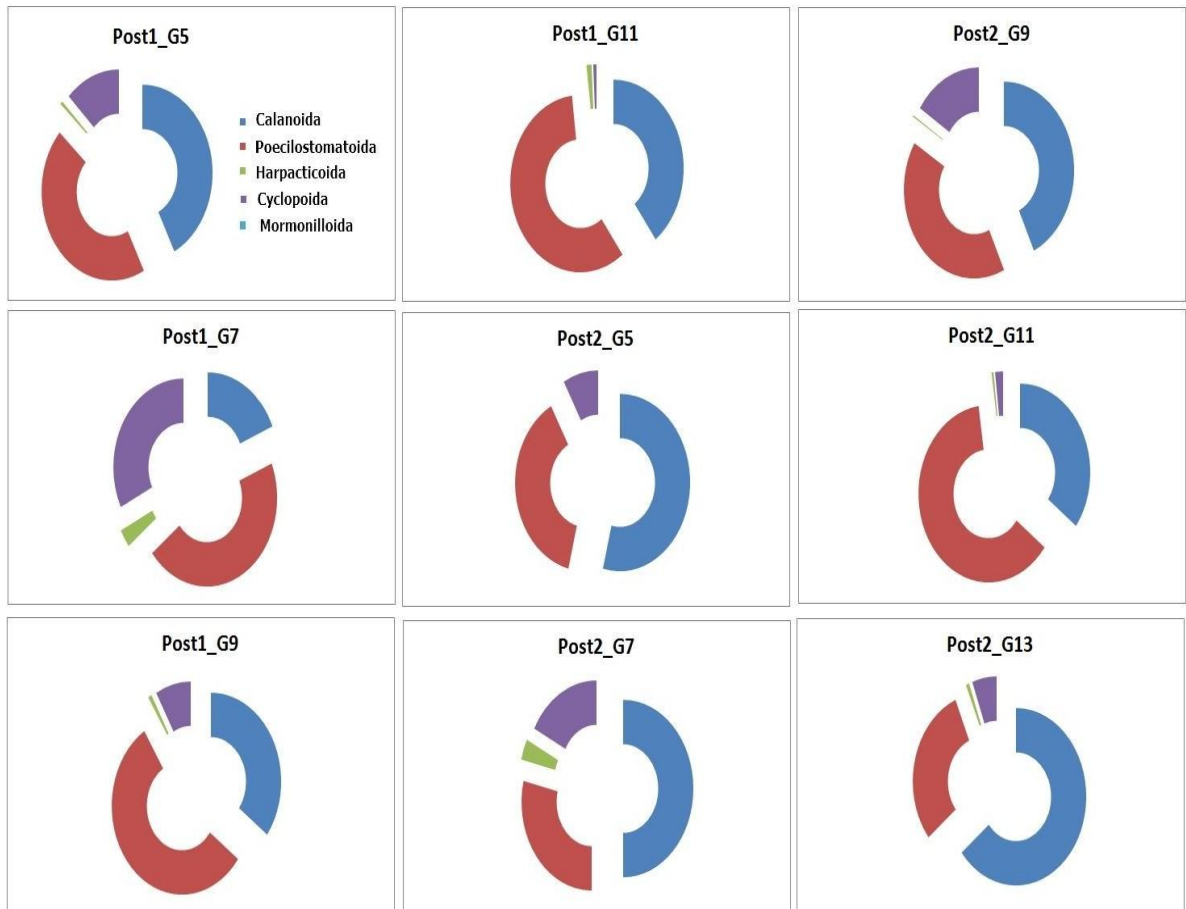 Post1_G5
Calanoida
Poecilostomatoida
Harpacticoida
Cyclopoida
Mormonilloida
Post1_G11
Post2_G9
Post1_G7
Post2_G5
Post2_G11
Post1_G9
Post2_G7
Post2_G13